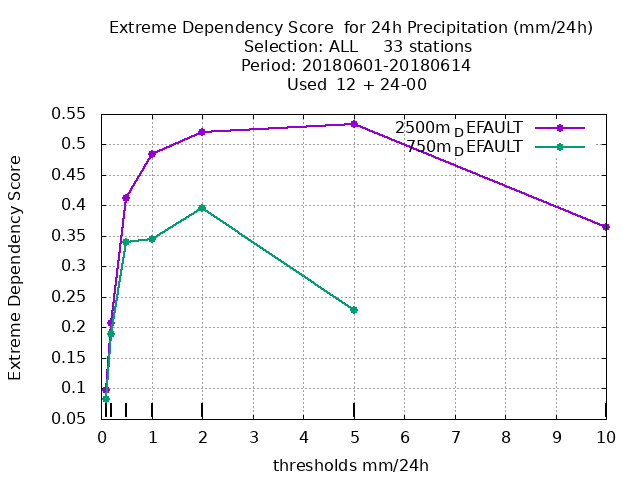 Extreme Dependency Score  for 24h Precipitation (mm/24h)
Selection: ALL     33 stations
Period: 20180601-20180614
Used  12 + 24-00
2500m_DEFAULT
750m_DEFAULT
Extreme Dependency Score
0.55
0.5
0.45
0.4
0.35
0.3
0.25
0.2
0.15
0.1
0.05
0 1 2 3 4 5 6 7 8 9 10
thresholds mm/24h